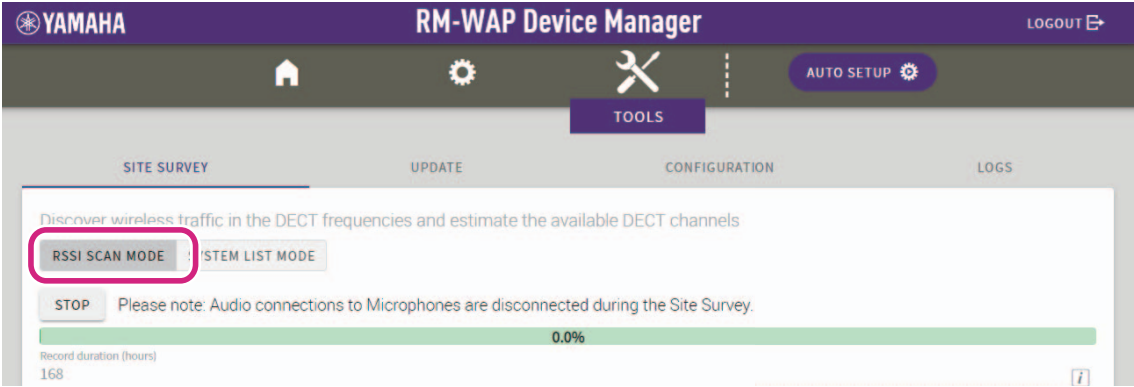 YAMAHA RM-WAP Device Manager LOGOUT
AUTO SETUP
TOOLS
SITE SURVEY UPDATE CONFIGURATION LOGS
Discover wireless traffic in the DECT frequencies and estimate the available DECT channels
RSSI SCAN MODE YSTEM LIST MODE
STOP Please note: Audio connections to Microphones are disconnected during the Site Survey.
0.0%
Record duration (hours)
168 i